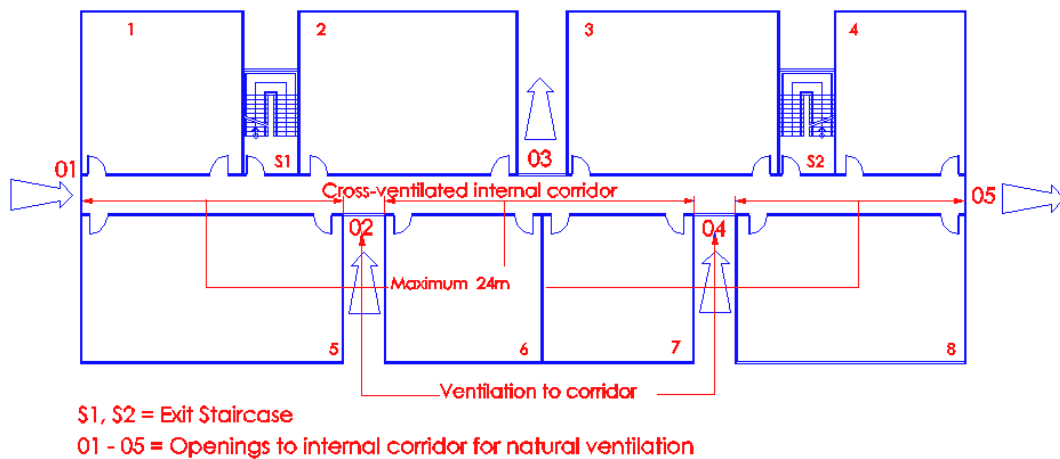 1
2
3
4
S1
S2
01
03
Cross-ventilated internal corridor
05
02
04
Maximum 24m
5
6
7
8
Ventilation to corridor
S1, S2 = Exit Staircase
01 - 05 = Openings to internal corridor for natural ventilation